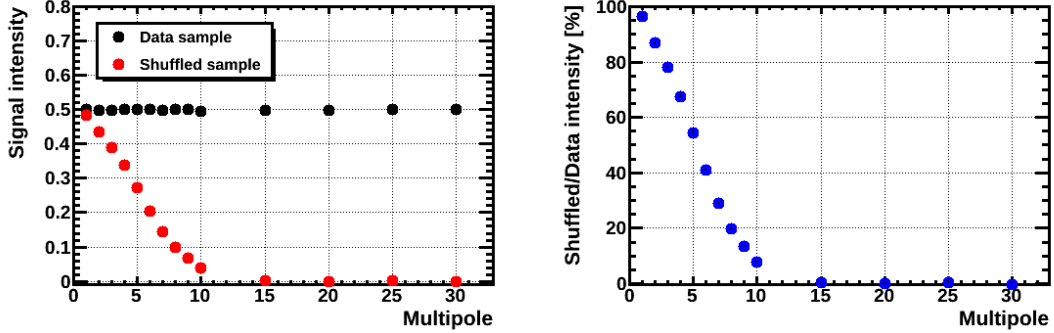 Signal intensity
0.8
0.7
0.6
0.5
0.4
0.3
0.2
0.1
0
Data sample
Shuffled sample
0 5 10 15 20 25 30
Multipole
Shuffled/Data intensity [%]
100
80
60
40
20
0
0 5 10 15 20 25 30
Multipole